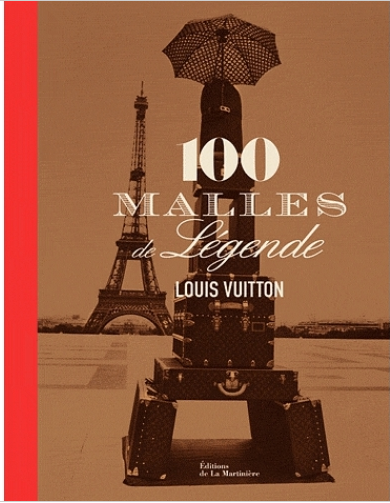 100
MALLES
de Légende
LOUIS VUITTON
Éditions
de La Martinière